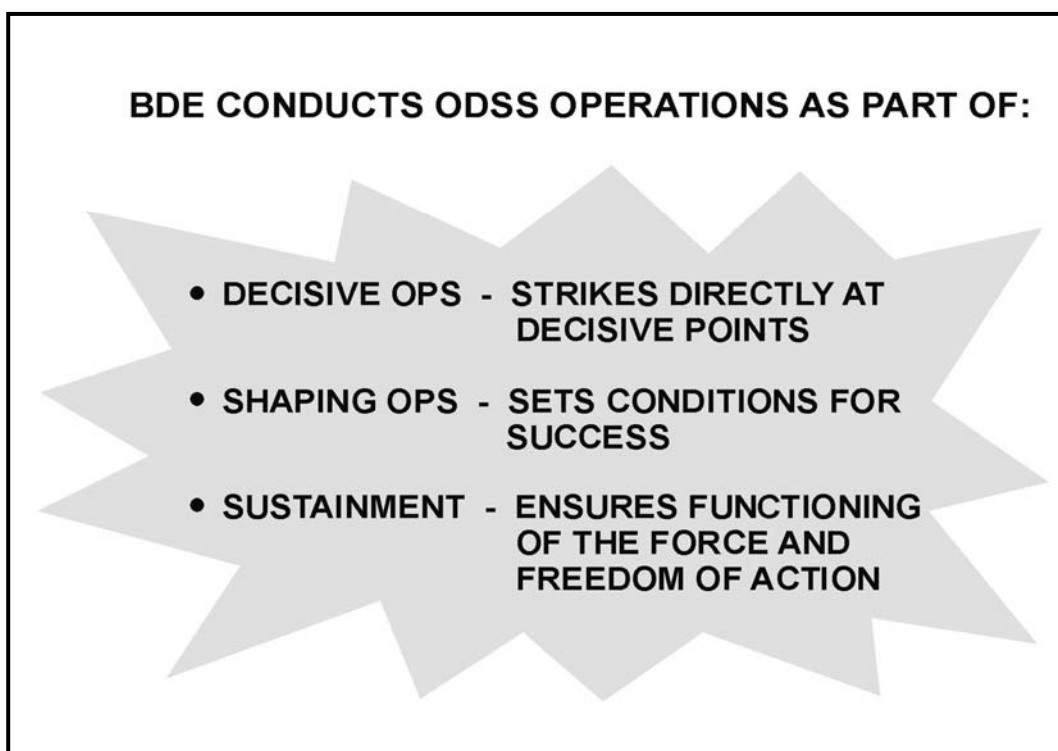 BDE CONDUCTS ODSS OPERATIONS AS PART OF:
• DECISIVE OPS - STRIKES DIRECTLY AT
DECISIVE POINTS
• SHAPING OPS - SETS CONDITIONS FOR
SUCCESS
• SUSTAINMENT - ENSURES FUNCTIONING
OF THE FORCE AND
FREEDOM OF ACTION